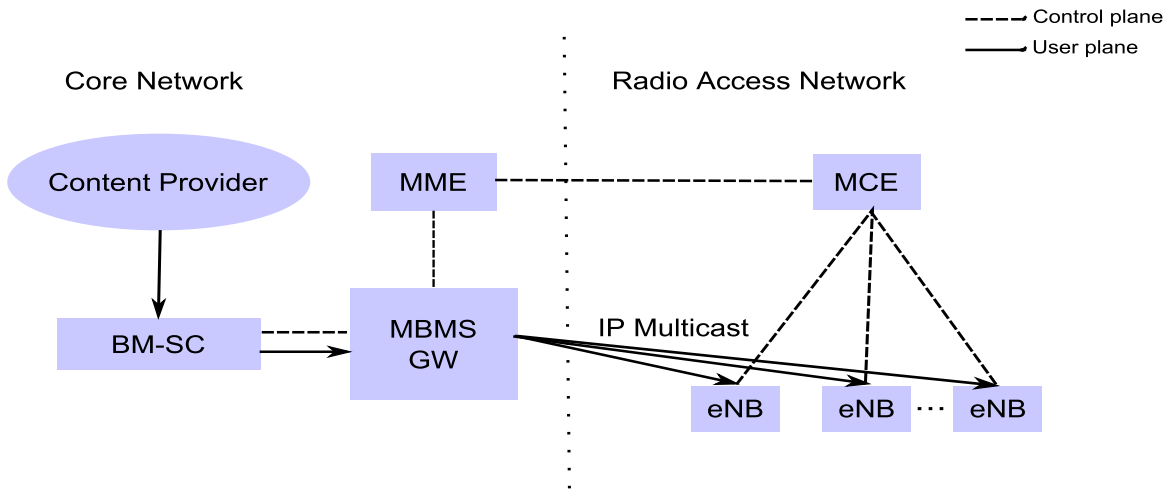 Control plane
User plane
Core Network
Radio Access Network
Content Provider
MME
MCE
BM-SC
MBMS
GW
IP Multicast
eNB
eNB
...
eNB